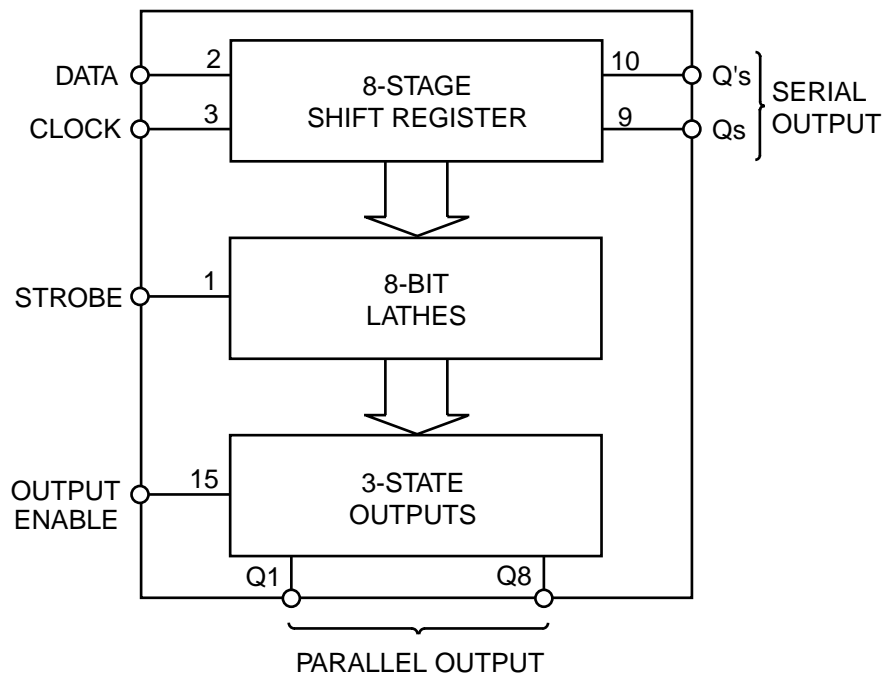 DATA
2
8-STAGE
SHIFT REGISTER
10
Q's
CLOCK
3
9
Qs
SERIAL
OUTPUT
STROBE
1
8-BIT
LATHES
OUTPUT
ENABLE
15
3-STATE
OUTPUTS
Q1
Q8
PARALLEL OUTPUT